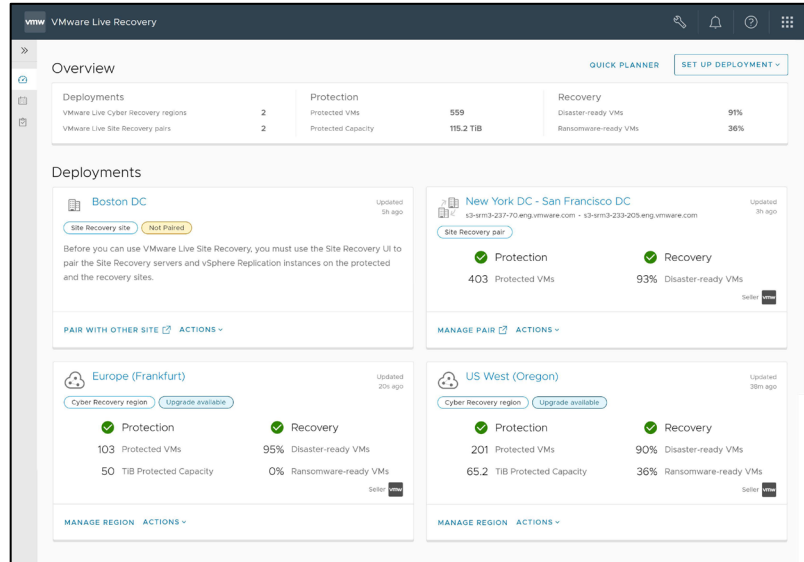 vmw VMware Live Recovery
Overview
QUICK PLANNER
SET UP DEPLOYMENT
Deployments
VMware Live Cyber Recovery regions 2
VMware Live Site Recovery pairs 2
Protection
Protected VMs 559
Protected Capacity 115.2 TiB
Recovery
Disaster-ready VMs 91%
Ransomware-ready VMs 36%
Deployments
Boston DC
Updated
5h ago
Site Recovery site Not Paired
Before you can use VMware Live Site Recovery, you must use the Site Recovery UI to
pair the Site Recovery servers and vSphere Replication instances on the protected
and the recovery sites.
PAIR WITH OTHER SITE ACTIONS
New York DC - San Francisco DC
s3-srm3-237-70.eng.vmware.com - s3-srm3-233-205.eng.vmware.com
Updated
3h ago
Site Recovery pair
Protection Recovery
403 Protected VMs 93% Disaster-ready VMs
Seller vmw
MANAGE PAIR ACTIONS
Europe (Frankfurt)
Updated
20s ago
Cyber Recovery region Upgrade available
Protection Recovery
103 Protected VMs 95% Disaster-ready VMs
50 TiB Protected Capacity 0% Ransomware-ready VMs
Seller vmw
MANAGE REGION ACTIONS
US West (Oregon)
Updated
38m ago
Cyber Recovery region Upgrade available
Protection Recovery
201 Protected VMs 90% Disaster-ready VMs
65.2 TiB Protected Capacity 36% Ransomware-ready VMs
Seller vmw
MANAGE REGION ACTIONS